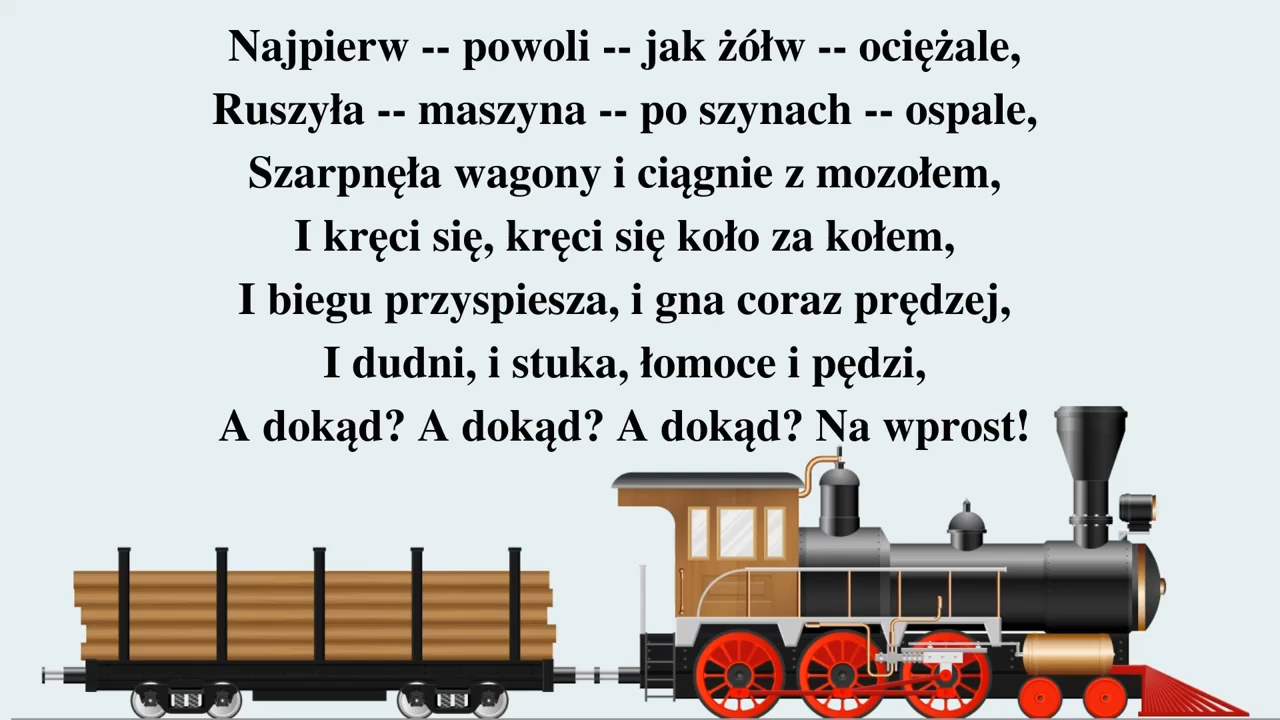 Najpierw -- powoli -- jak żółw -- ociężale,
Ruszyła -- maszyna -- po szynach -- ospale,
Szarpnęła wagony i ciągnie z mozołem,
I kręci się, kręci się koło za kołem,
I biegu przyspiesza, i gna coraz prędzej,
I dudni, i stuka, łomoce i pędzi,
A dokąd? A dokąd? A dokąd? Na wprost!